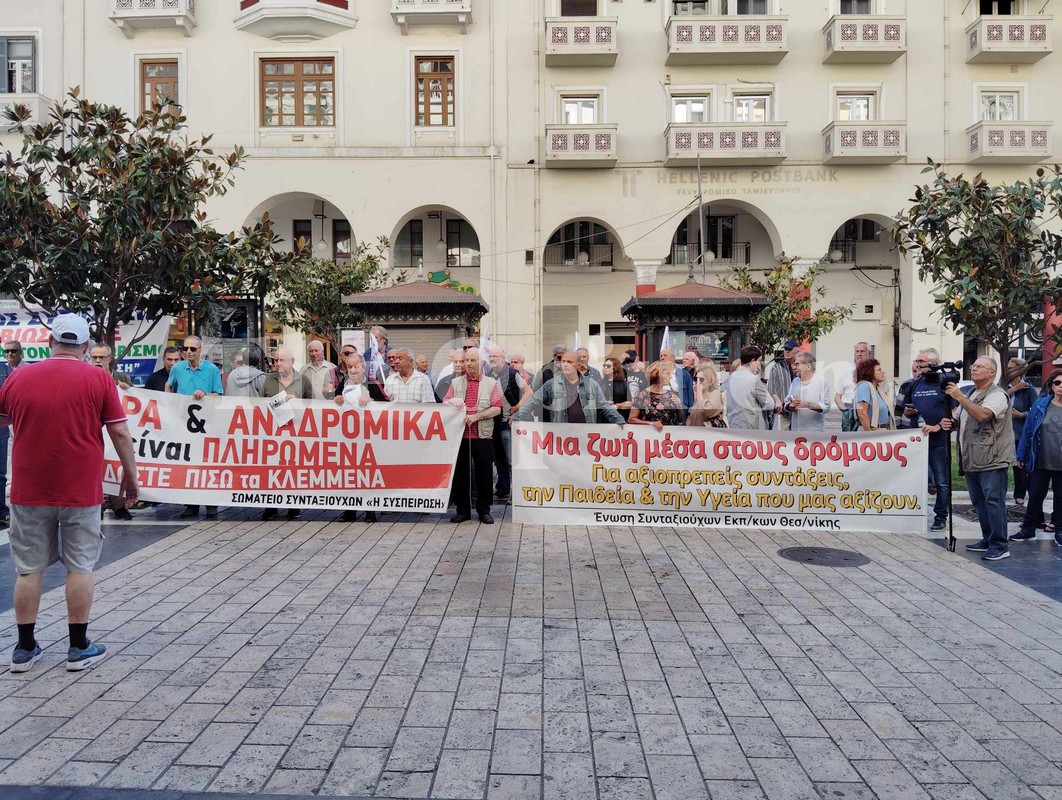 HELLENIC POSTBANK
ΤΑΧΥΔΡΟΜΙΚΟ ΤΑΜΙΕΥΤΗΡΙΟ
ΡΑ & ΑΝΑΔΡΟΜΙΚΑ
είναι ΠΛΗΡΩΜΕΝΑ
ΔΩΣΤΕ ΠΙΣΩ τα ΚΛΕΜΜΕΝΑ
ΣΩΜΑΤΕΙΟ ΣΥΝΤΑΞΙΟΥΧΩΝ «Η ΣΥΣΠΕΙΡΩΣΗ»
¨Μια ζωή μέσα στους δρόμους¨
Για αξιοπρεπείς συντάξεις,
την Παιδεία & την Υγεία που μας αξίζουν.
Ένωση Συνταξιούχων Εκπ/κων Θεσ/νίκης